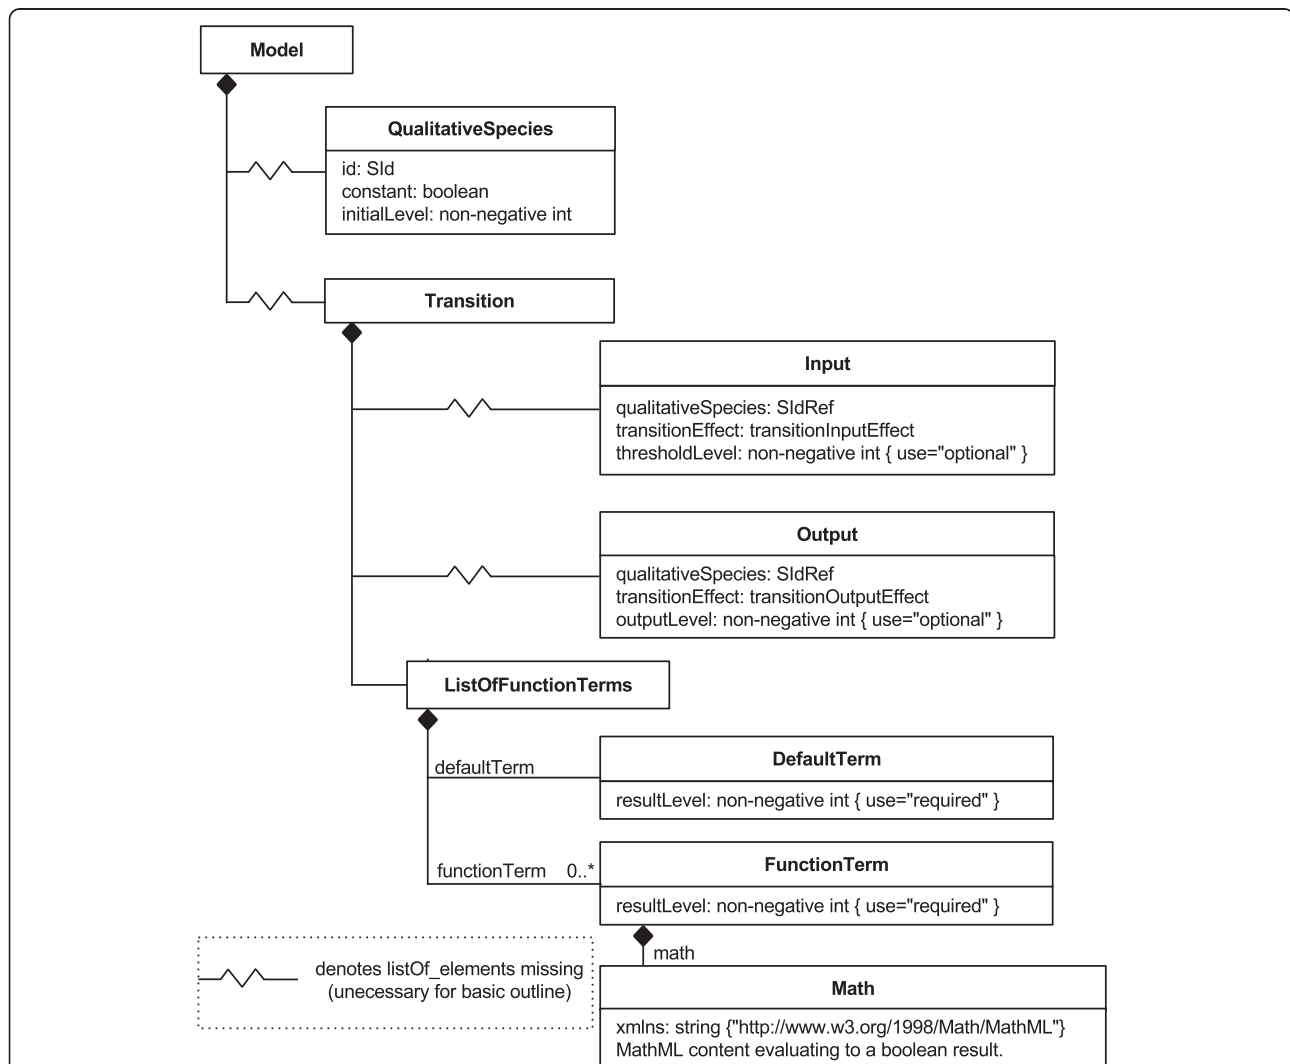 Model
QualitativeSpecies
id: SId
constant: boolean
initialLevel: non-negative int
Transition
Input
qualitativeSpecies: SIdRef
transitionEffect: transitionInputEffect
thresholdLevel: non-negative int { use="optional" }
Output
qualitativeSpecies: SIdRef
transitionEffect: transitionOutputEffect
outputLevel: non-negative int { use="optional" }
ListOfFunctionTerms
defaultTerm
DefaultTerm
resultLevel: non-negative int { use="required" }
functionTerm 0..*
FunctionTerm
resultLevel: non-negative int { use="required" }
math
denotes listOf_elements missing
(unecessary for basic outline)
Math
xmlns: string {"http://www.w3.org/1998/Math/MathML"}
MathML content evaluating to a boolean result.